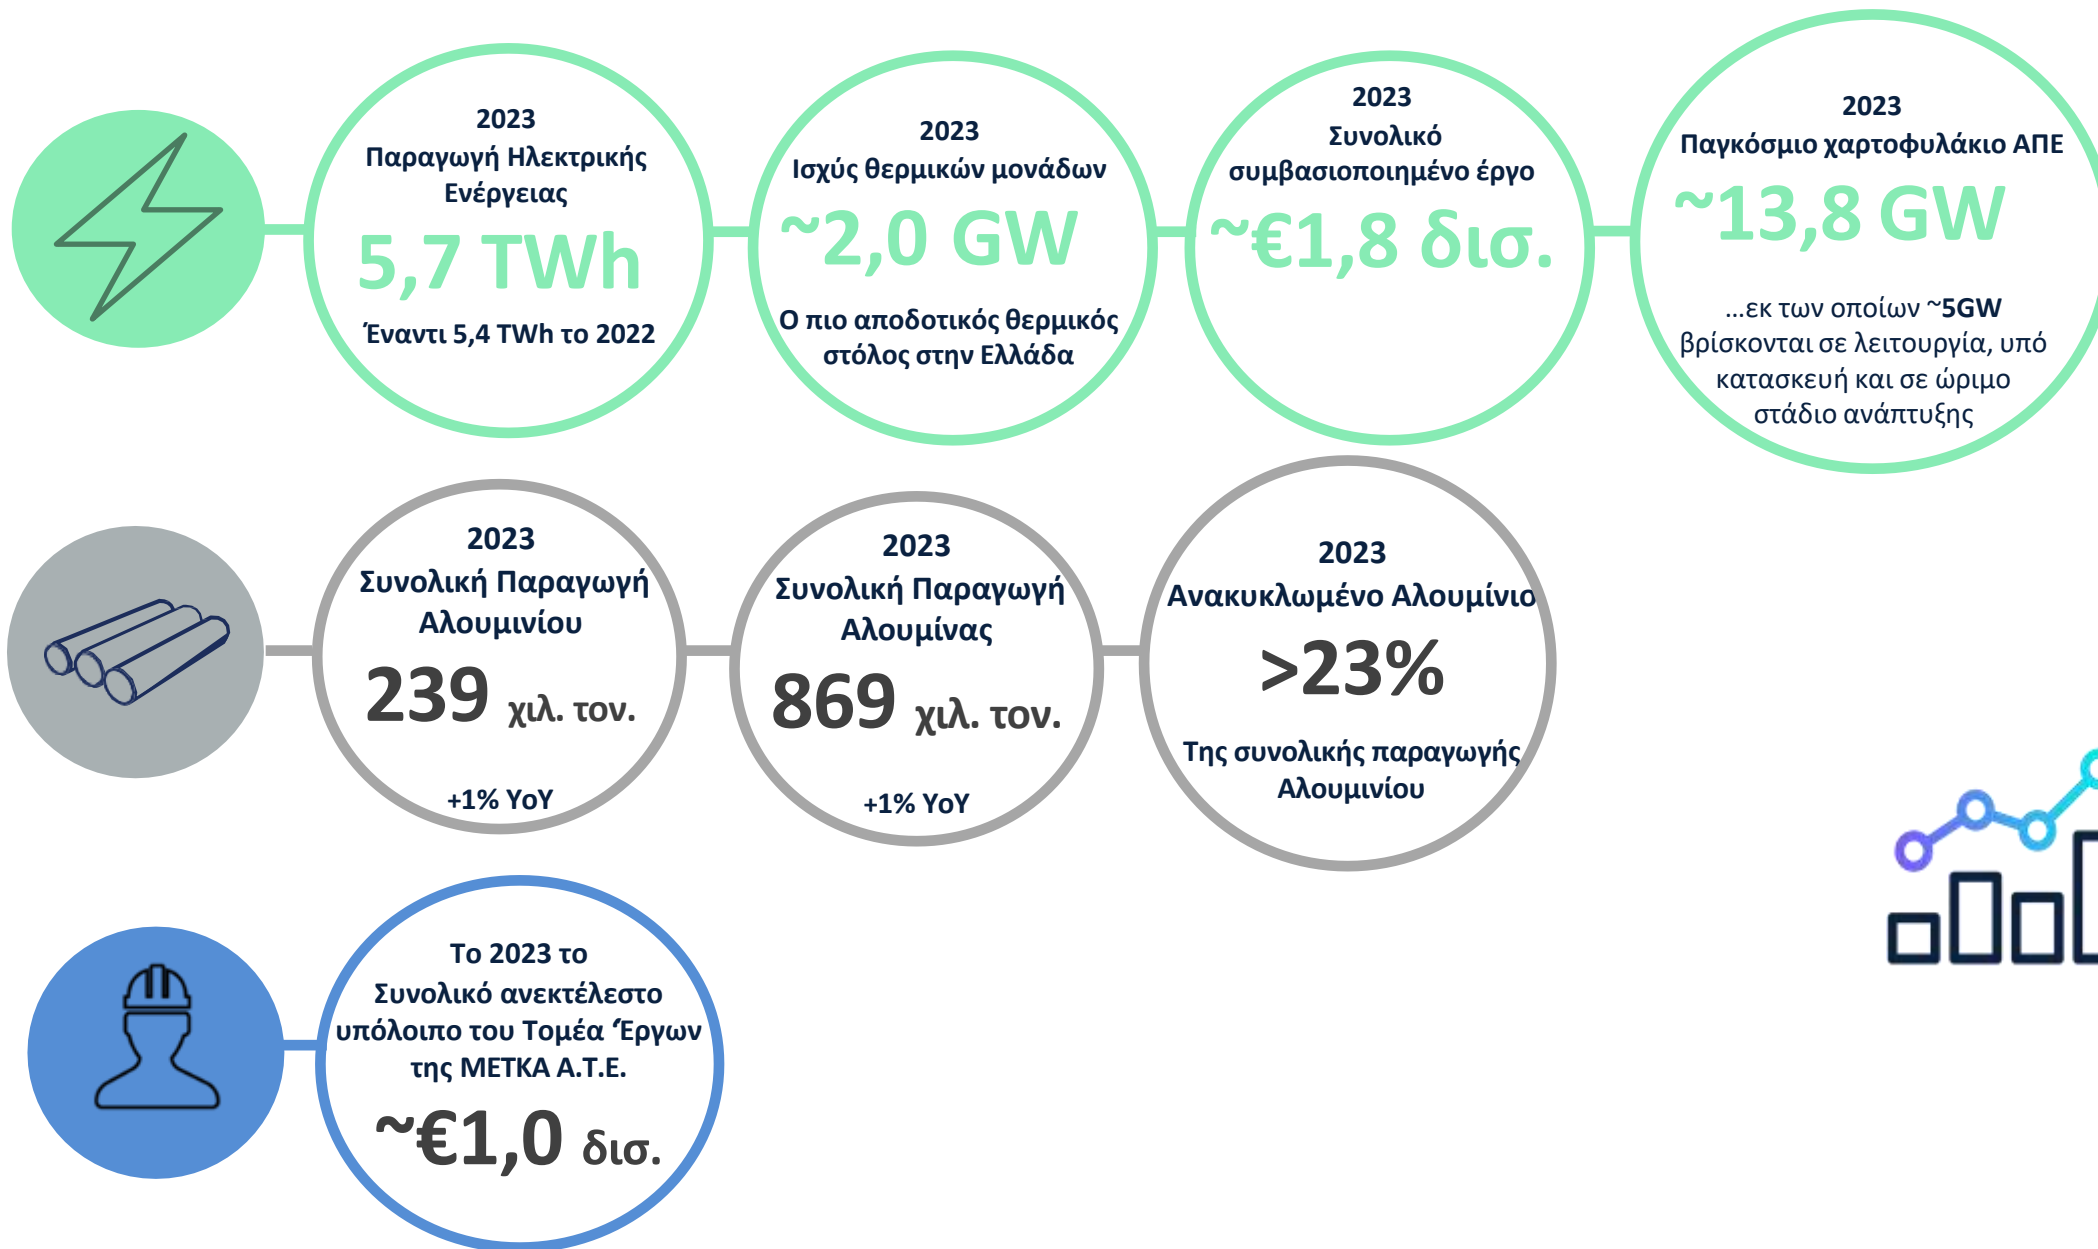 2023
Παραγωγή Ηλεκτρικής
Ενέργειας
5,7 TWh
Έναντι 5,4 TWh το 2022
2023
Ισχύς θερμικών μονάδων
~2,0 GW
Ο πιο αποδοτικός θερμικός
στόλος στην Ελλάδα
2023
Συνολικό
συμβασιοποιημένο έργο
~€1,8 δισ.
2023
Παγκόσμιο χαρτοφυλάκιο ΑΠΕ
~13,8 GW
...εκ των οποίων ~5GW
βρίσκονται σε λειτουργία, υπό
κατασκευή και σε ώριμο
στάδιο ανάπτυξης
2023
Συνολική Παραγωγή
Αλουμινίου
239 χιλ. τον.
+1% YoY
2023
Συνολική Παραγωγή
Αλουμίνας
869 χιλ. τον.
+1% YoY
2023
Ανακυκλωμένο Αλουμίνιο
>23%
Της συνολικής παραγωγής
Αλουμινίου
Το 2023 το
Συνολικό ανεκτέλεστο
υπόλοιπο του Τομέα ‘Έργων
της ΜΕΤΚΑ Α.Τ.Ε.
~€1,0 δισ.